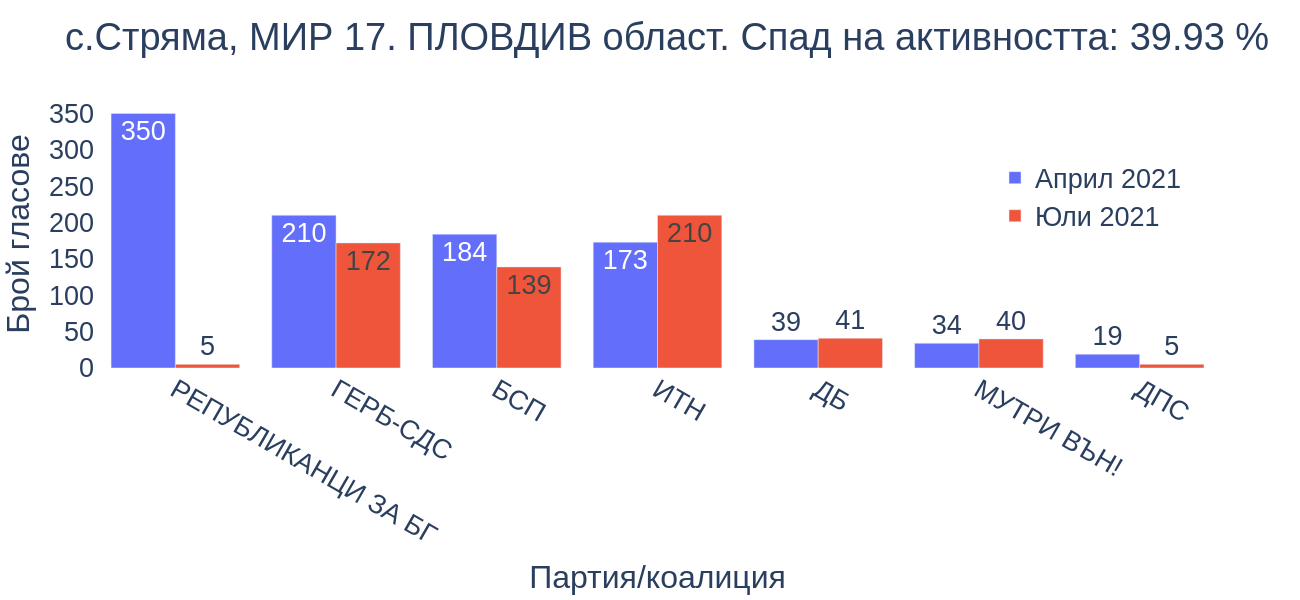 с.Стряма, МИР 17. ПЛОВДИВ област. Спад на активността: 39.93 %
Брой гласове
350
300
250
200
150
100
50
0
350
5
210
172
184
139
173
210
39
41
34
40
19
5
Април 2021
Юли 2021
РЕПУБЛИКАНЦИ ЗА БГ
ГЕРБ-СДС
БСП
ИТН
ДБ
МУТРИ ВЪН!
ДПС
Партия/коалиция